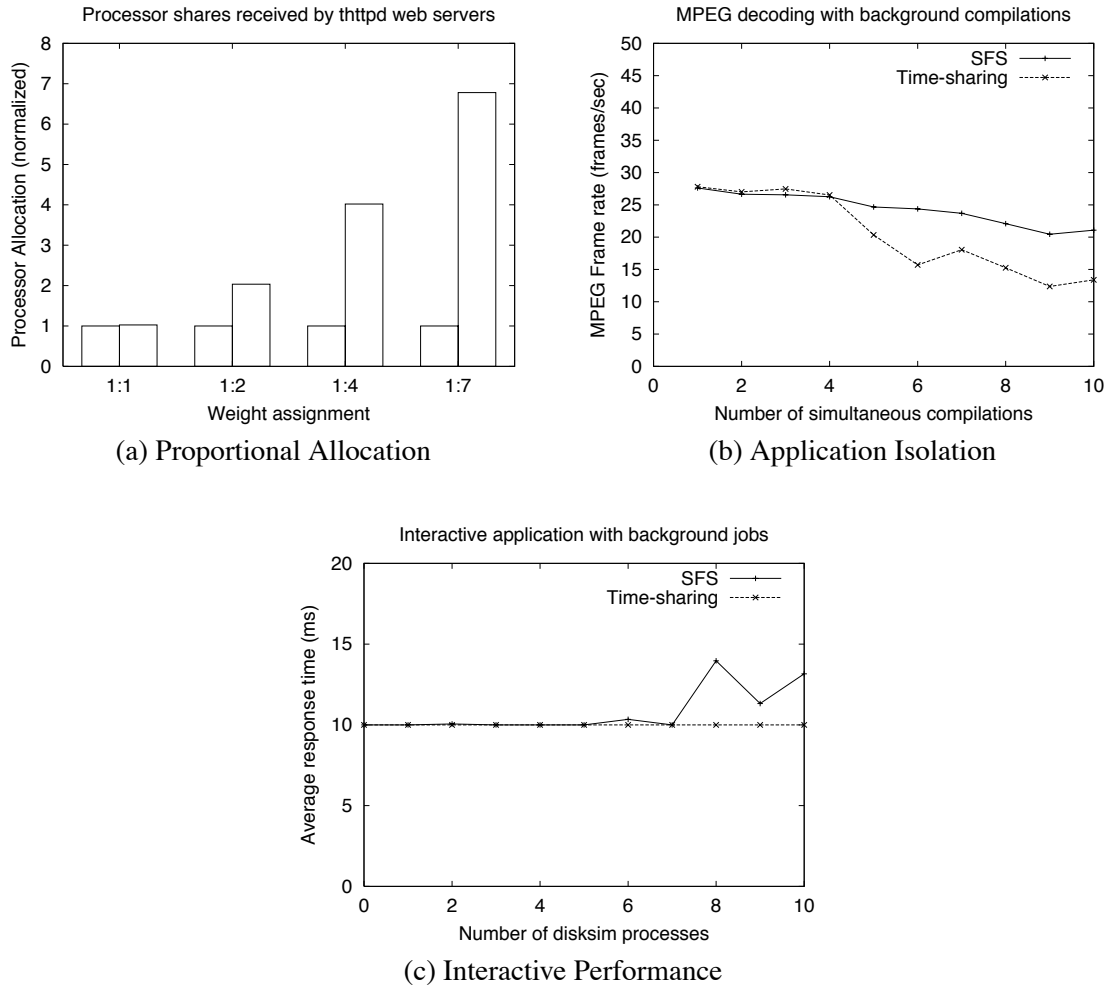 Processor shares received by thttpd web servers
8
7
6
5
4
3
2
1
0
Processor Allocation (normalized)
1:1 1:2 1:4 1:7
Weight assignment
(a) Proportional Allocation
MPEG decoding with background compilations
50
45
40
35
30
25
20
15
10
5
0
MPEG Frame rate (frames/sec)
SFS
Time-sharing
0 2 4 6 8 10
Number of simultaneous compilations
(b) Application Isolation
Interactive application with background jobs
20
15
10
5
0
Average response time (ms)
SFS
Time-sharing
0 2 4 6 8 10
Number of disksim processes
(c) Interactive Performance